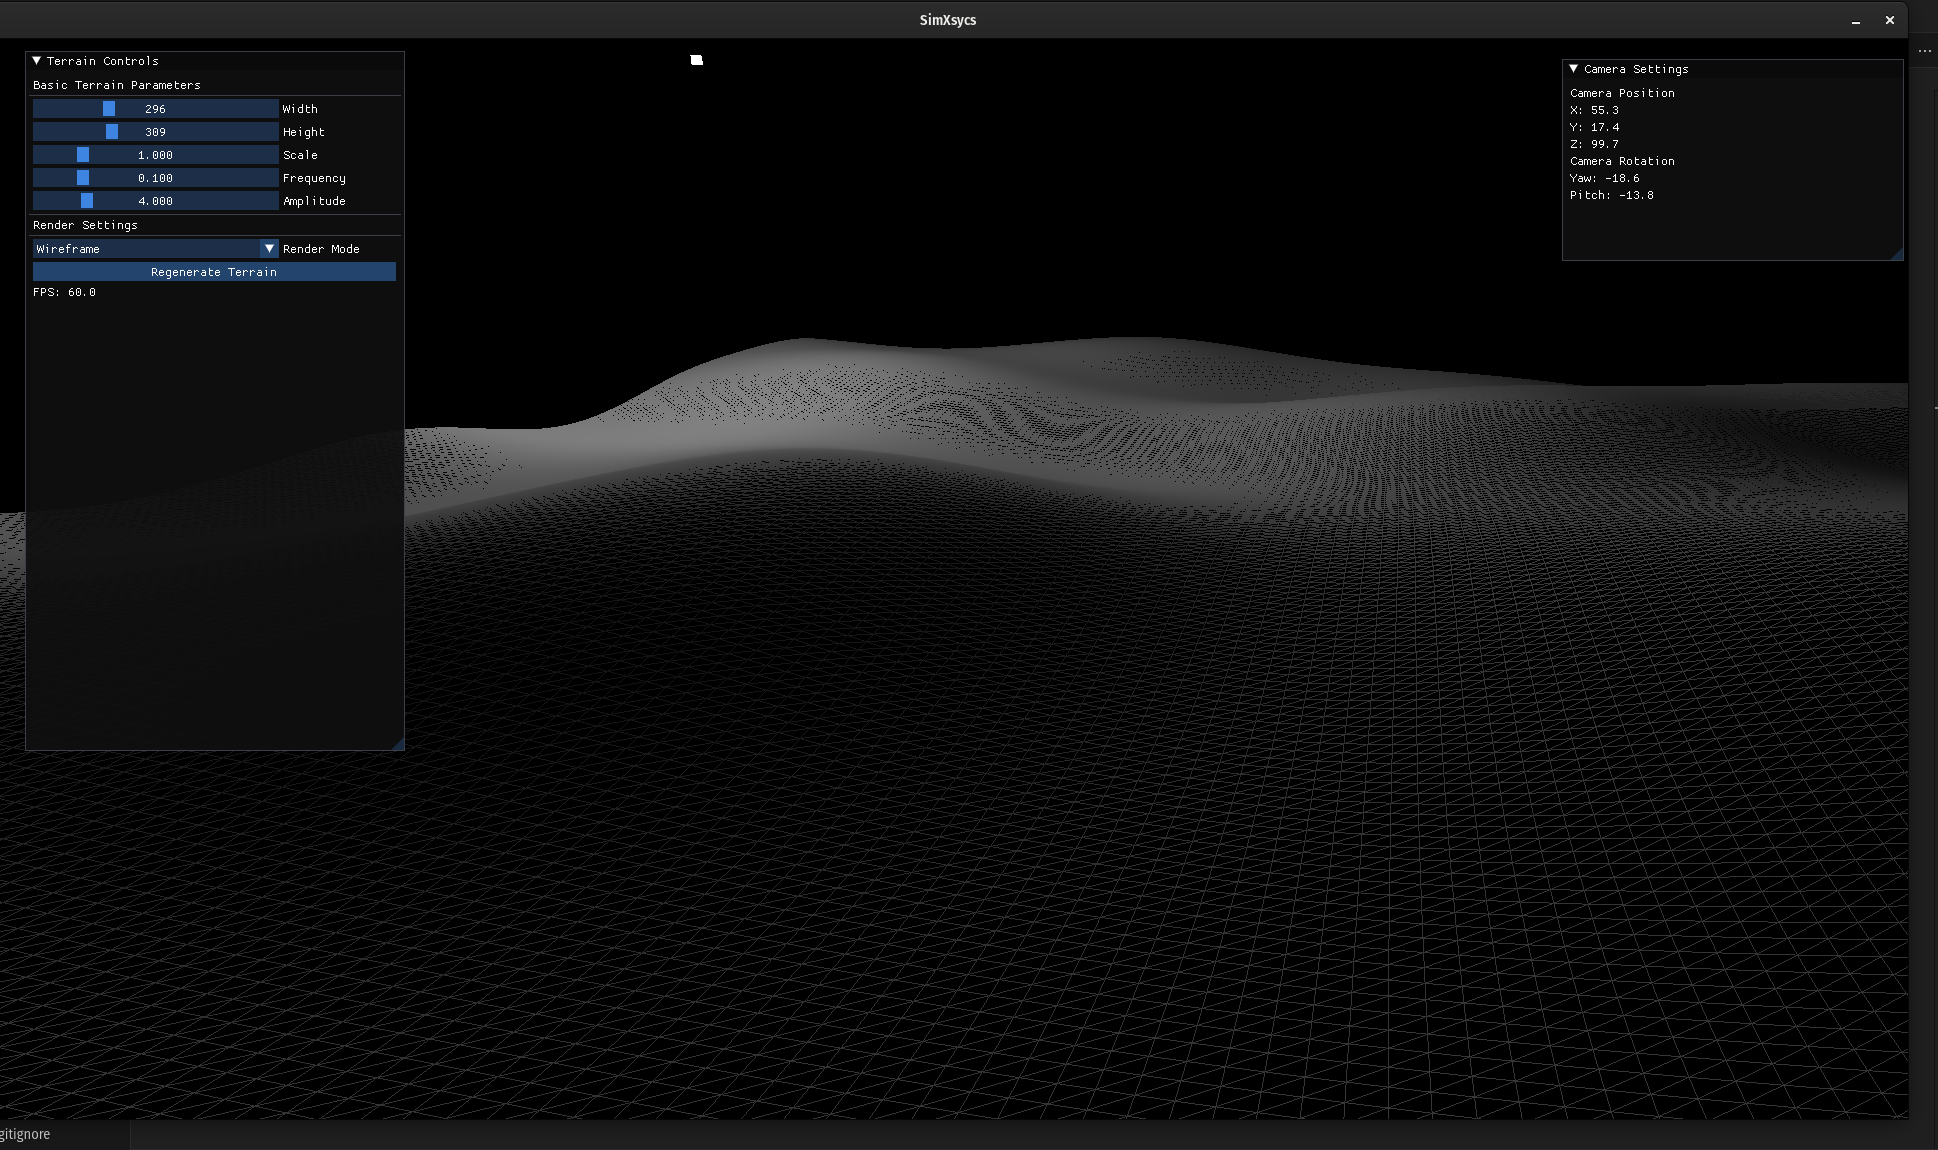 SimXsycs
Terrain Controls
Basic Terrain Parameters
296 Width
309 Height
1.000 Scale
0.100 Frequency
4.000 Amplitude
Render Settings
Wireframe Render Mode
Regenerate Terrain
FPS: 60.0
Camera Settings
Camera Position
X: 55.3
Y: 17.4
Z: 99.7
Camera Rotation
Yaw: -18.6
Pitch: -13.8
gitignore